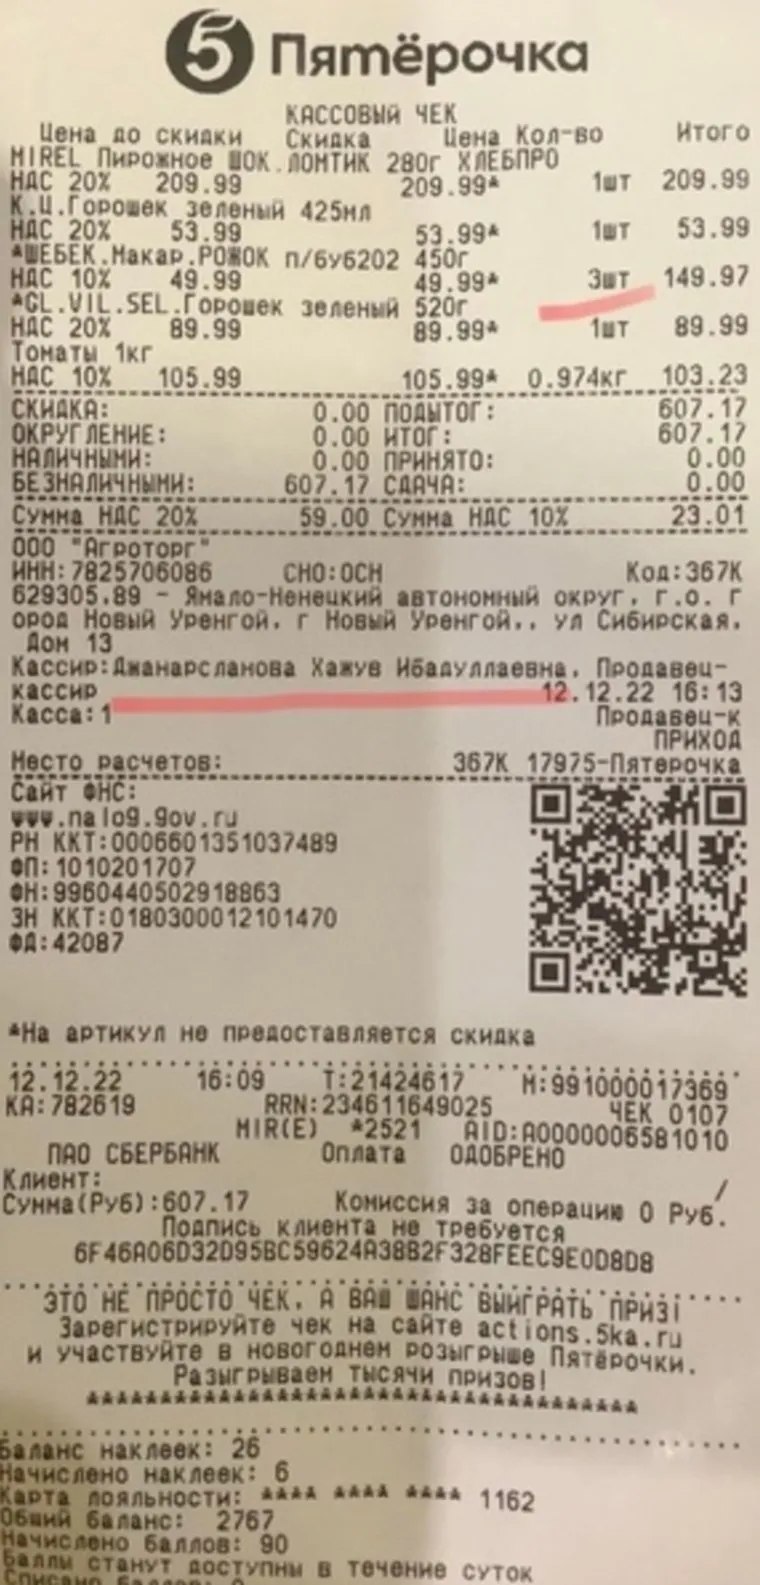 5 Пятёрочка
КАССОВЫЙ ЧЕК
Цена до скидки Скидка Цена Кол-во Итого
MIREL Пирожное ШОК.ЛОМТИК 280г ХЛЕБПРО
НДС 20% 209.99 209.99* 1шт 209.99
К.Ц.Горошек зеленый 425мл
НДС 20% 53.99 53.99* 1шт 53.99
*ШЕБЕК.Макар.РОЖОК п/бу6202 450г
НДС 10% 49.99 49.99* 3шт 149.97
*GL.VIL.SEL.Горошек зеленый 520г
НДС 20% 89.99 89.99* 1шт 89.99
Томаты 1кг
НДС 10% 105.99 105.99* 0.974кг 103.23
СКИДКА: 0.00 ПОДЫТОГ: 607.17
ОКРУГЛЕНИЕ: 0.00 ИТОГ: 607.17
НАЛИЧНЫМИ: 0.00 ПРИНЯТО: 0.00
БЕЗНАЛИЧНЫМИ: 607.17 СДАЧА: 0.00
Сумма НДС 20% 59.00 Сумма НДС 10% 23.01
ООО "Агроторг"
ИНН:7825706086 СНО:ОСН Код:367K
629305,89 - Ямало-Ненецкий автономный округ, г.о. г
ород Новый Уренгой, г Новый Уренгой,, ул Сибирская,
Дом 13
Кассир:Джанарсланова Хажув Ибадуллаевна, Продавец-
кассир 12.12.22 16:13
Касса:1 Продавец-к
ПРИХОД
Место расчетов: 367K 17975-Пятерочка
Сайт ФНС:
www.nalog.gov.ru
РН ККТ:0006601351037489
ФП:1010201707
ФН:9960440502918863
ЗН ККТ:0180300012101470
ФД:42087
*На артикул не предоставляется скидка
12.12.22 16:09 Т:21424617 М:991000017369
КА:782619 RRN:234611649025 ЧЕК 0107
MIR(E) *2521 AID:A0000006581010
ПАО СБЕРБАНК Оплата ОДОБРЕНО
Клиент: /
Сумма(Руб):607.17 Комиссия за операцию 0 Руб.
Подпись клиента не требуется
6F46A06D32D95BC59624A38B2F328FEEC9E0D8D8
ЭТО НЕ ПРОСТО ЧЕК, А ВАШ ШАНС ВЫИГРАТЬ ПРИЗ!
Зарегистрируйте чек на сайте actions.5ka.ru
и участвуйте в новогоднем розыгрыше Пятёрочки.
Разыгрываем тысячи призов!
****************************************
Баланс наклеек: 26
Начислено наклеек: 6
Карта лояльности: **** **** **** 1162
Общий баланс: 2767
Начислено баллов: 90
Баллы станут доступны в течение суток
Списано баллов: 0